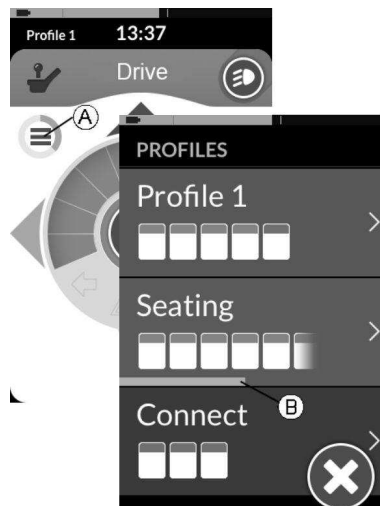 Profile 1 13:37
Drive
A
PROFILES
Profile 1
Seating
B
Connect